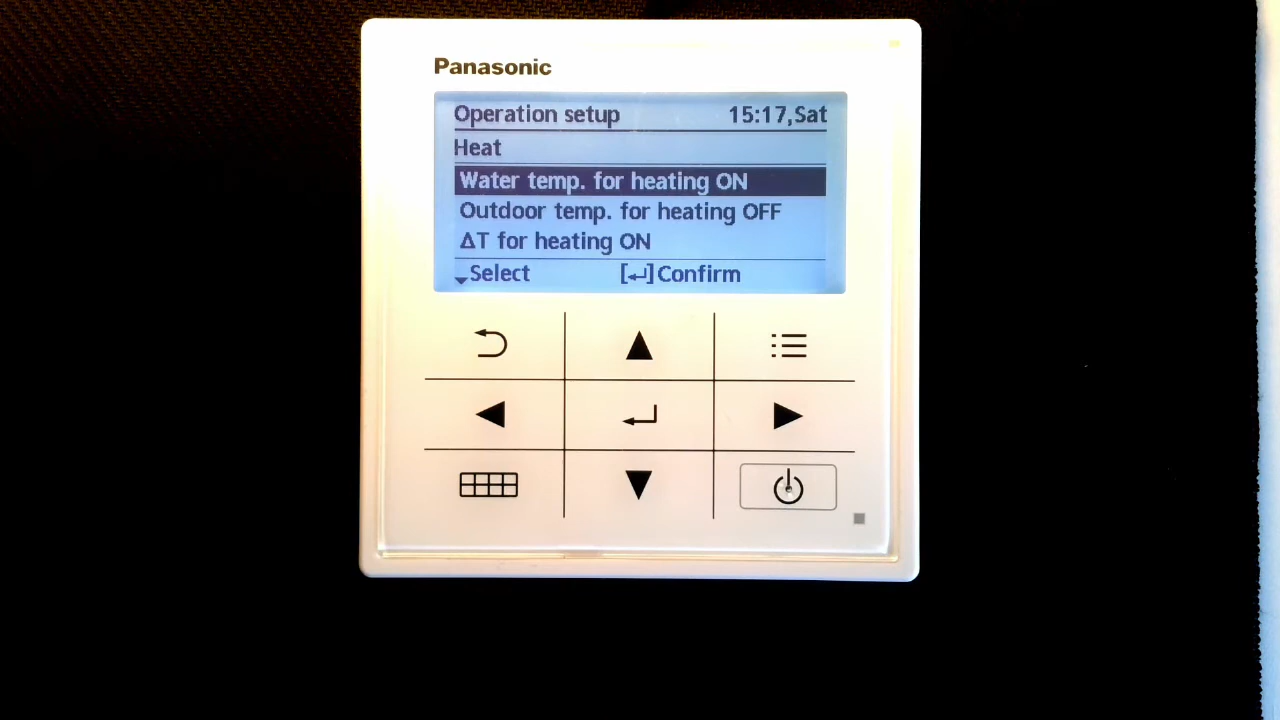 Panasonic
Operation setup 15:17,Sat
Heat
Water temp. for heating ON
Outdoor temp. for heating OFF
ΔT for heating ON
Select [↵]Confirm